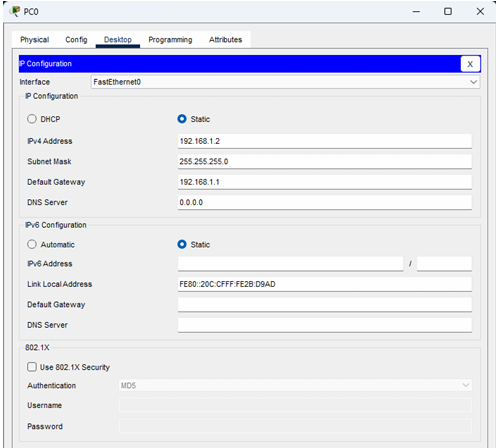 PC0
Physical Config Desktop Programming Attributes
IP Configuration X
Interface FastEthernet0
IP Configuration
DHCP Static
IPv4 Address 192.168.1.2
Subnet Mask 255.255.255.0
Default Gateway 192.168.1.1
DNS Server 0.0.0.0
IPv6 Configuration
Automatic Static
IPv6 Address /
Link Local Address FE80::20C:CFFF:FE2B:D9AD
Default Gateway
DNS Server
802.1X
Use 802.1X Security
Authentication MD5
Username
Password